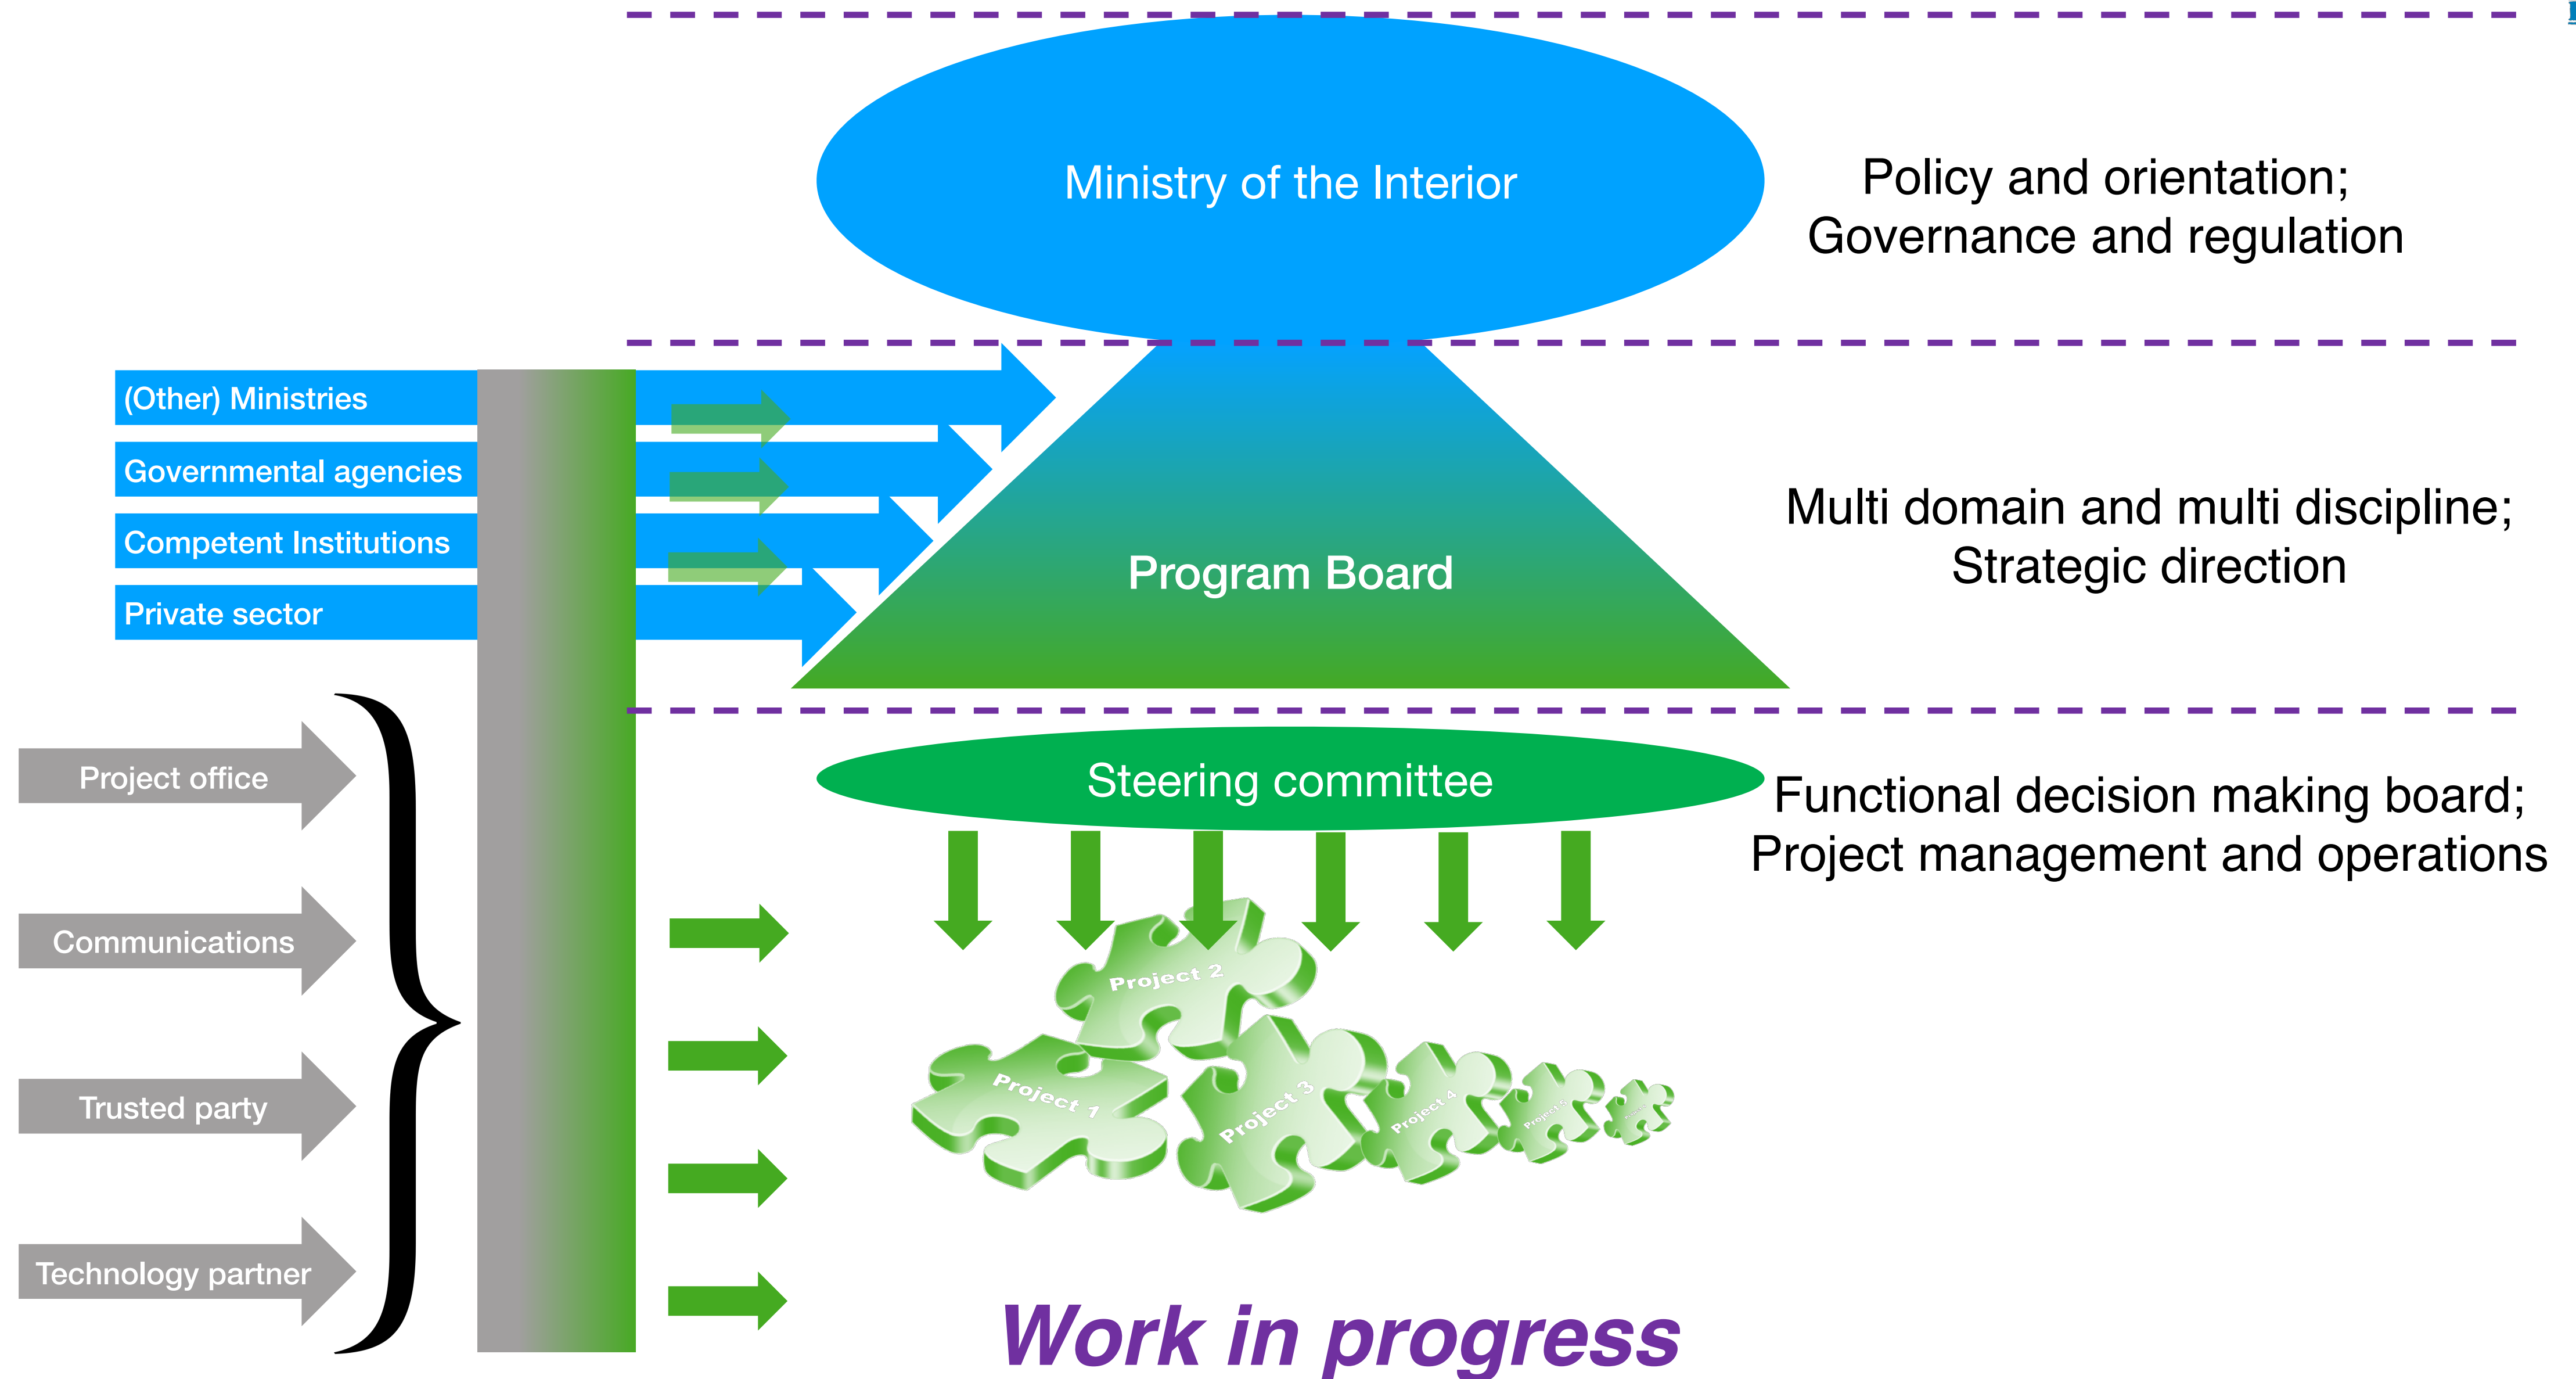 Ministry of the Interior
Policy and orientation;
Governance and regulation
(Other) Ministries
Governmental agencies
Competent Institutions
Private sector
Program Board
Multi domain and multi discipline;
Strategic direction
Project office
Communications
Trusted party
Technology partner
Steering committee
Functional decision making board;
Project management and operations
Project 2
Project 1
Project 3
Project 4
Project 5
Work in progress